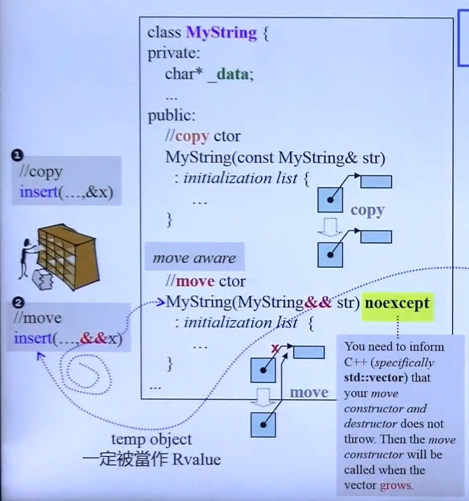 class MyString {
private:
char* _data;
...
public:
//copy ctor
MyString(const MyString& str)
: initialization list {
...
}
copy
❶
//copy
insert(…,&x)
move aware
//move ctor
MyString(MyString&& str) noexcept
: initialization list {
...
}
...
x
move
❷
//move
insert(…,&&x)
temp object
一定被當作 Rvalue
You need to inform
C++ (specifically
std::vector) that
your move
constructor and
destructor does
not throw. Then the move
constructor will be
called when the
vector grows.